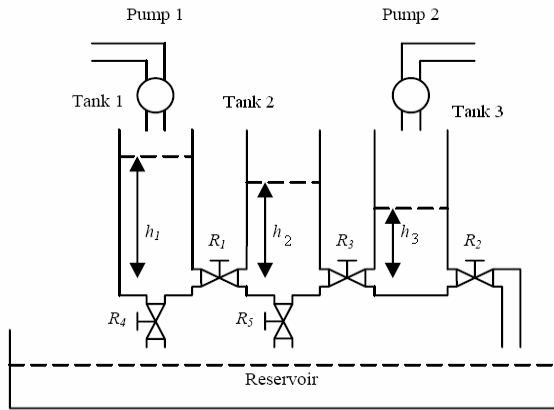 Pump 1
Pump 2
Tank 1
Tank 2
Tank 3
h1
R1
h2
R3
h3
R2
R4
R5
Reservoir